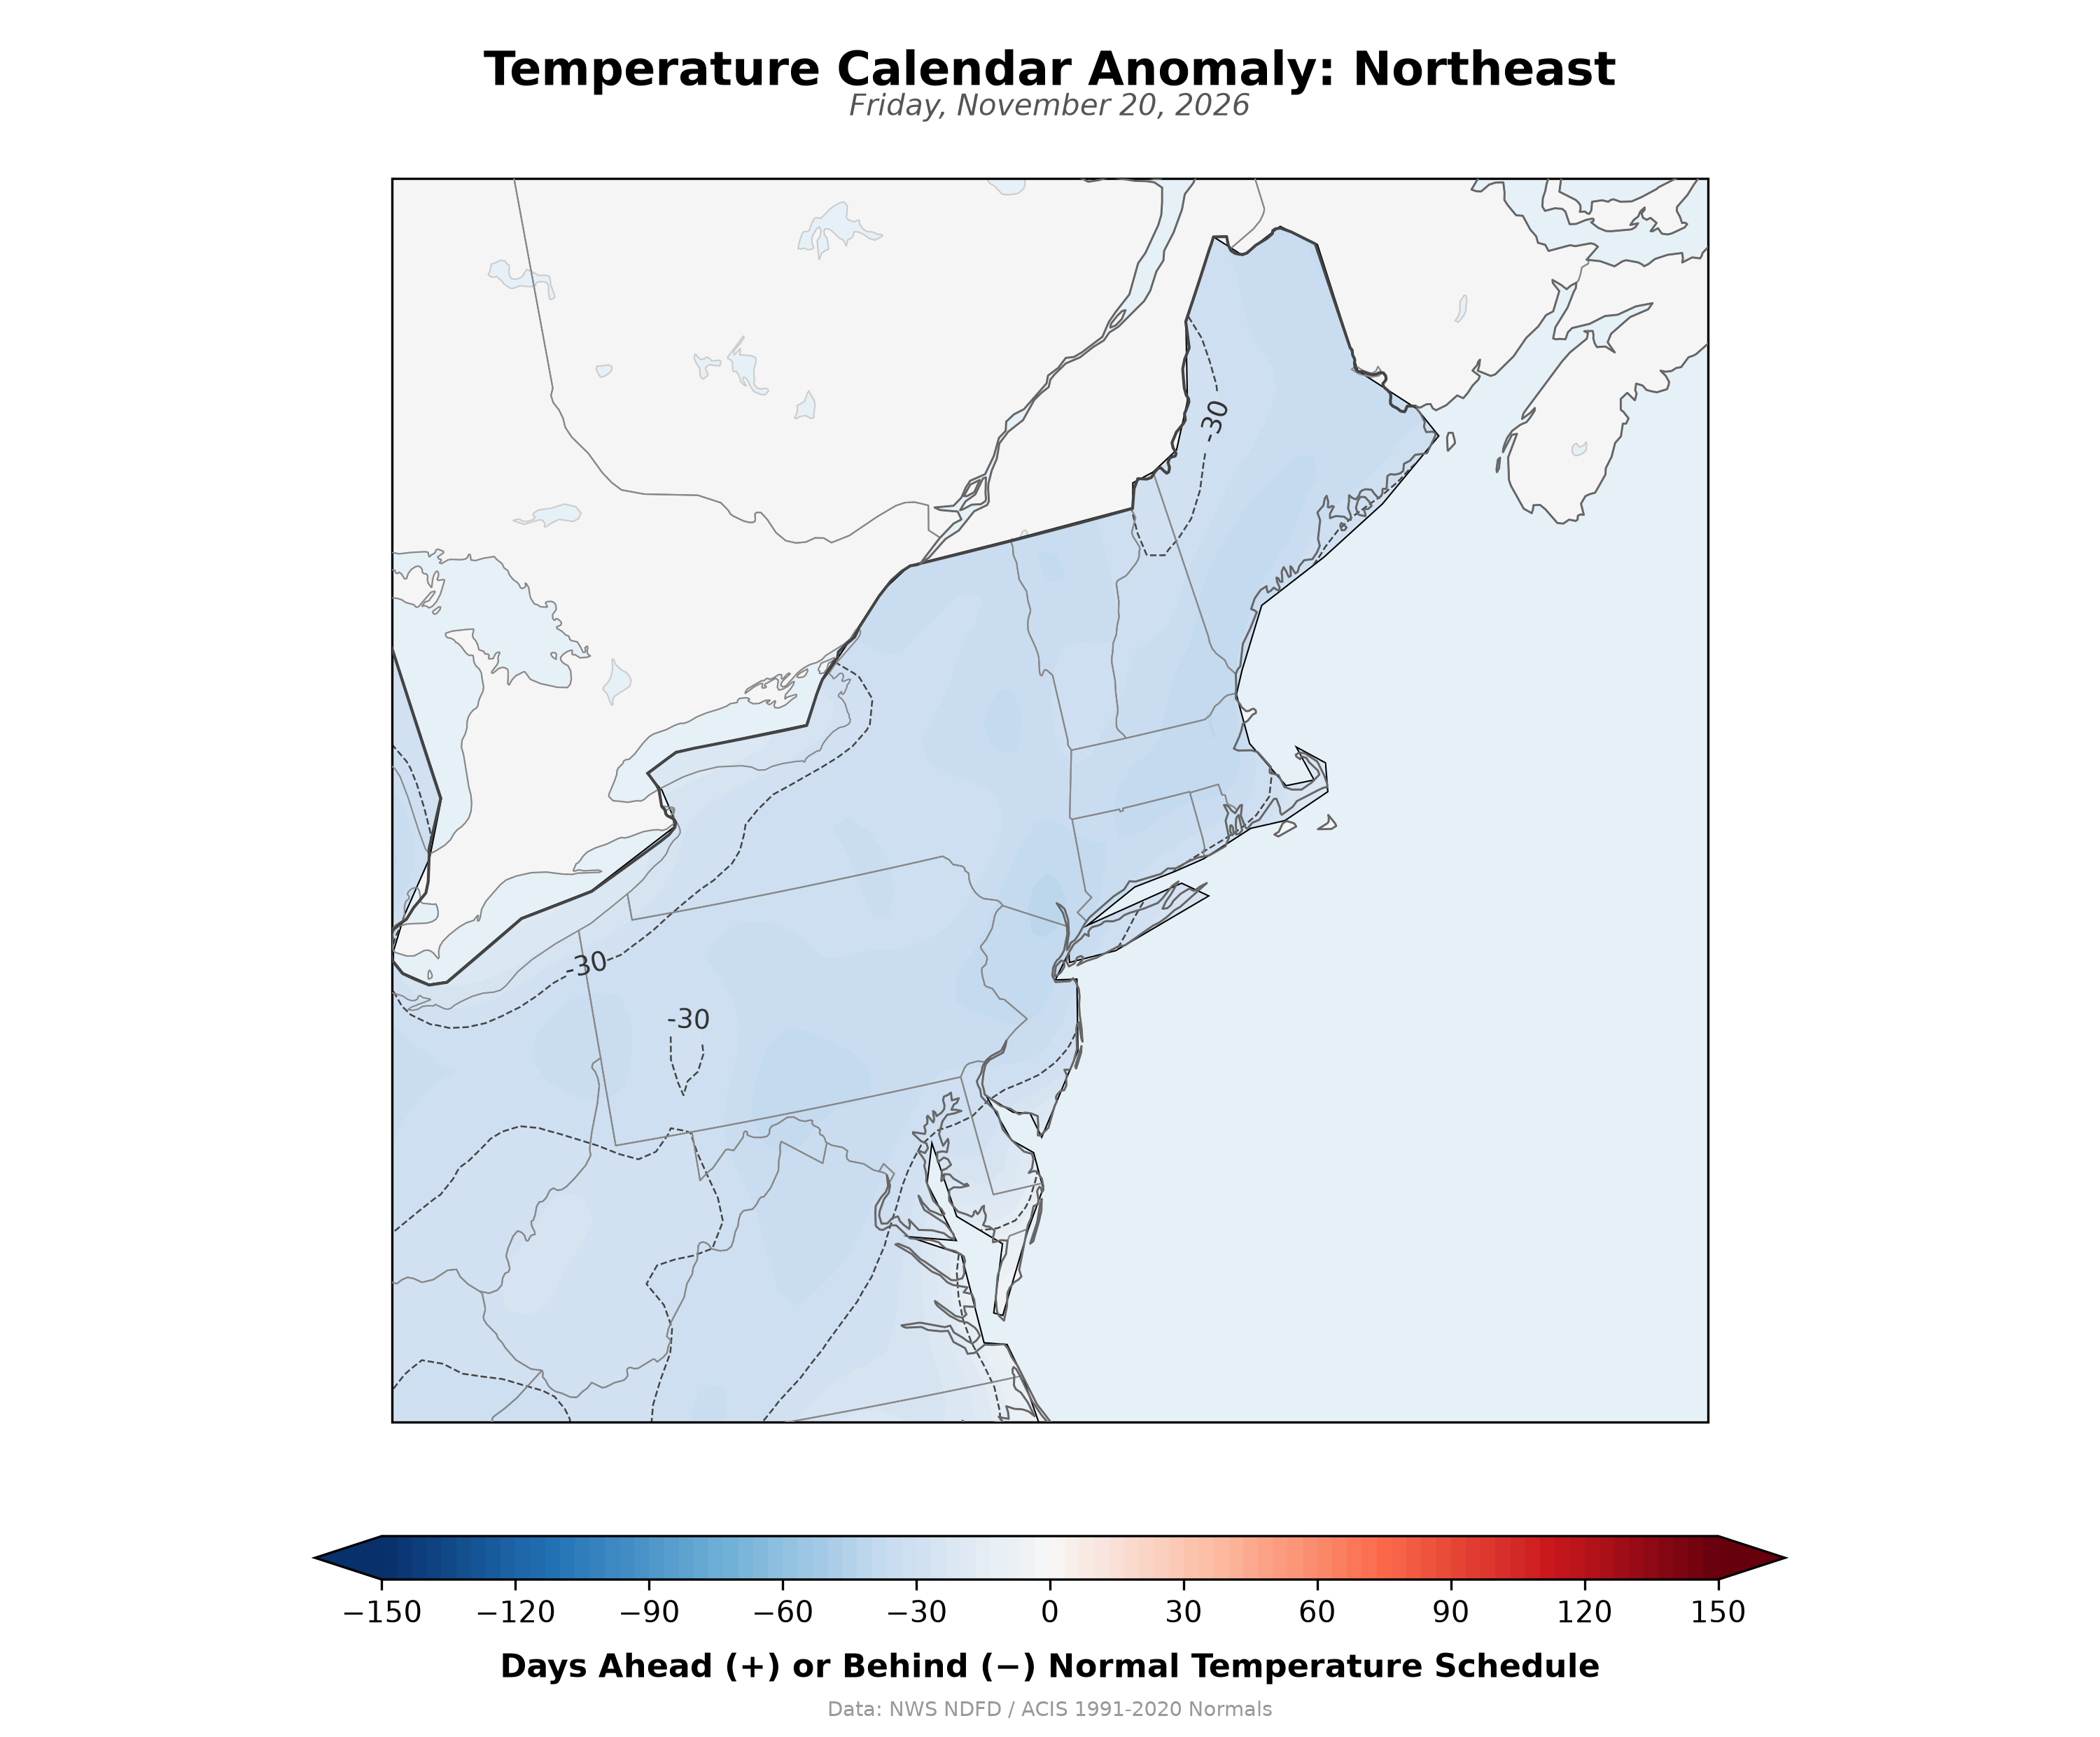 Temperature Calendar Anomaly: Northeast
Friday, November 20, 2026
-30
-30
-30
−150 −120 −90 −60 −30 0 30 60 90 120 150
Days Ahead (+) or Behind (−) Normal Temperature Schedule
Data: NWS NDFD / ACIS 1991-2020 Normals